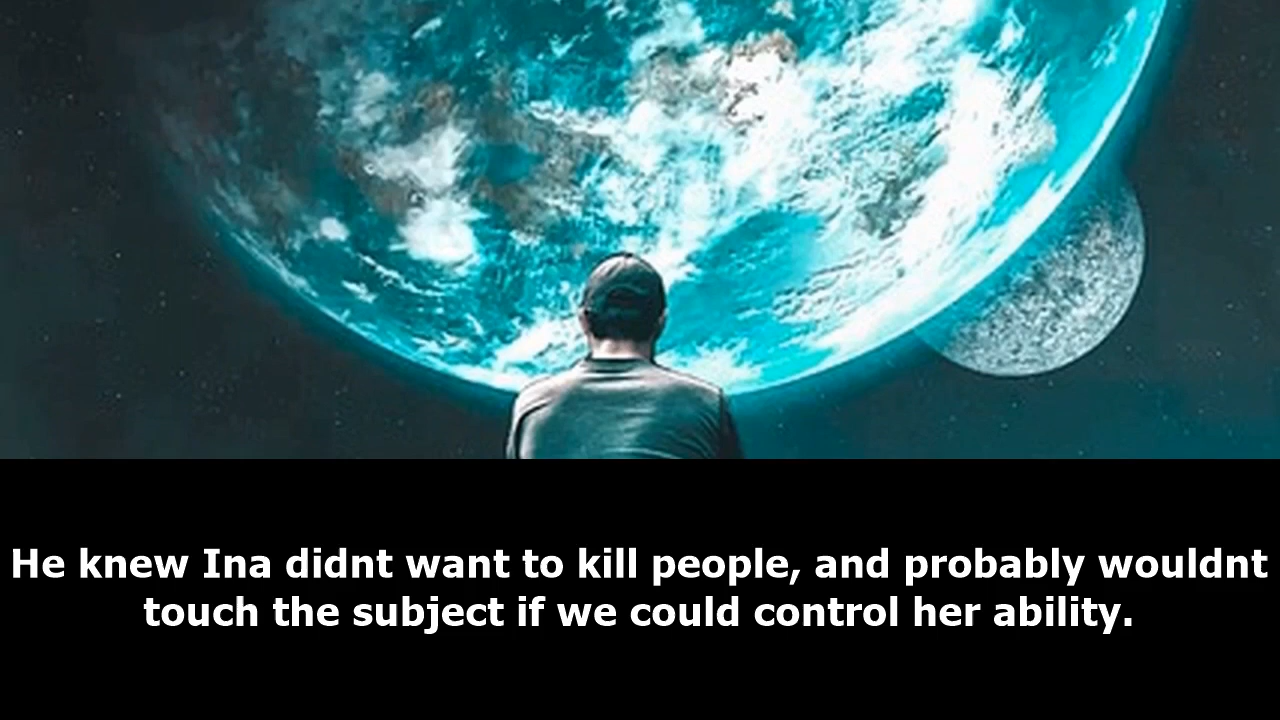 He knew Ina didnt want to kill people, and probably wouldnt
touch the subject if we could control her ability.